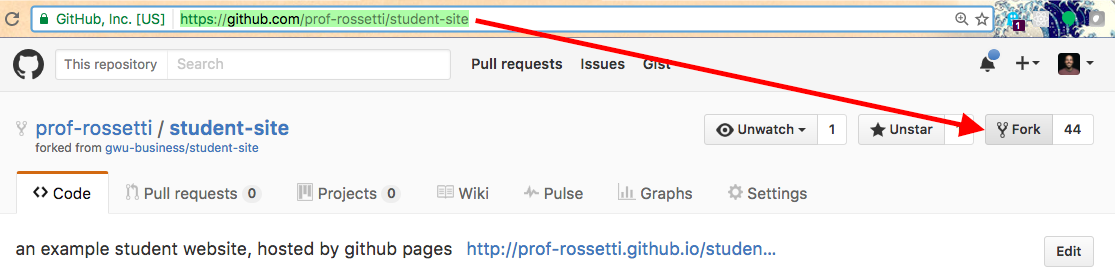 GitHub, Inc. [US] https://github.com/prof-rossetti/student-site 1
This repository Search Pull requests Issues Gist
prof-rossetti / student-site Unwatch 1 Unstar Fork 44
forked from gwu-business/student-site
Code Pull requests 0 Projects 0 Wiki Pulse Graphs Settings
an example student website, hosted by github pages http://prof-rossetti.github.io/studen... Edit